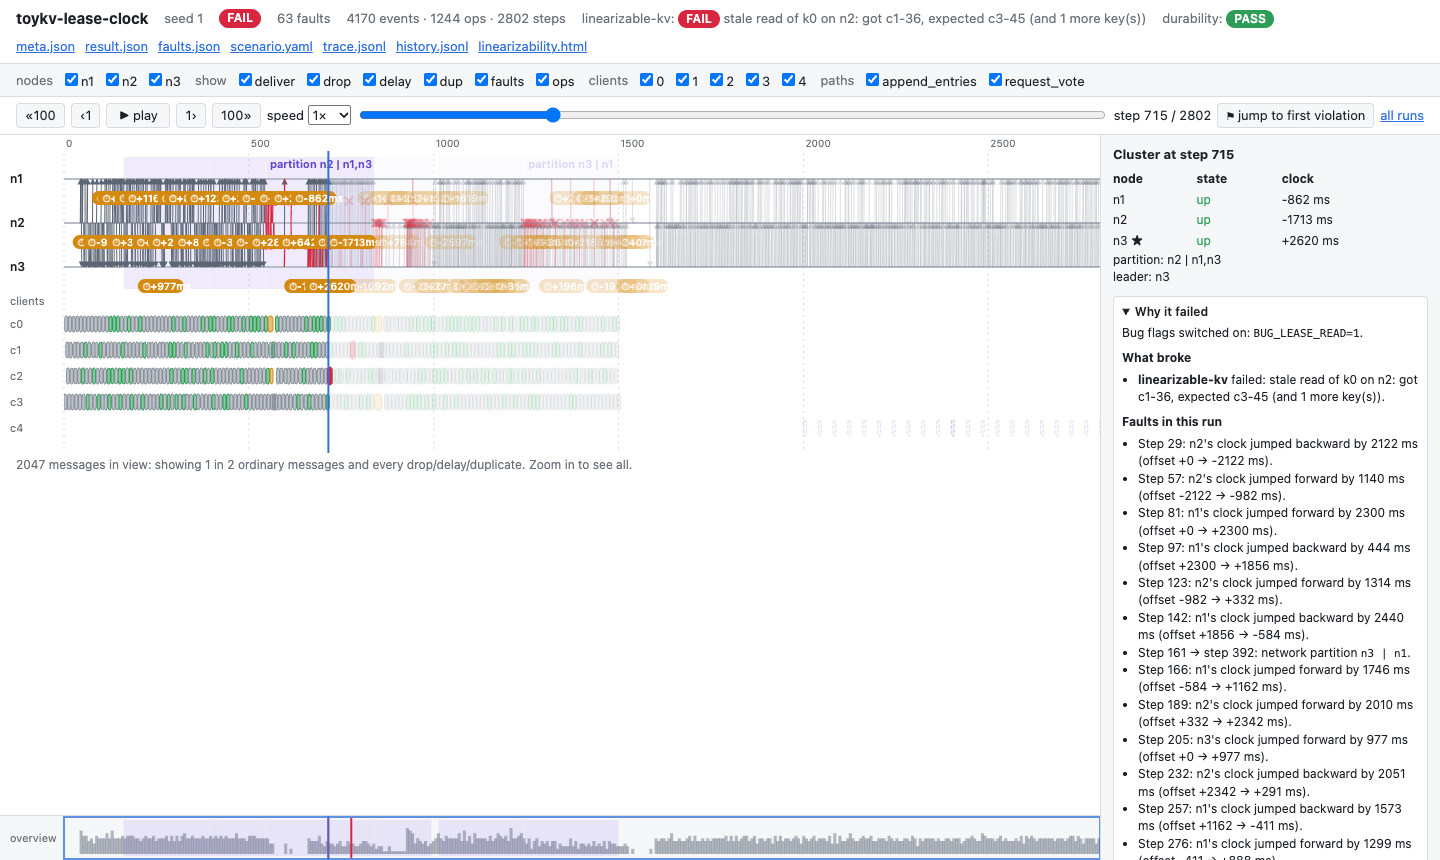 toykv-lease-clock seed 1 FAIL 63 faults 4170 events · 1244 ops · 2802 steps linearizable-kv: FAIL stale read of k0 on n2: got c1-36, expected c3-45 (and 1 more key(s)) durability: PASS
meta.json result.json faults.json scenario.yaml trace.jsonl history.jsonl linearizability.html
nodes n1 n2 n3 show deliver drop delay dup faults ops clients 0 1 2 3 4 paths append_entries request_vote
«100 ‹1 ▶ play 1› 100» speed 1× step 715 / 2802 ⚑ jump to first violation all runs
0 500 1000 1500 2000 2500
partition n2 | n1,n3 partition n3 | n1
n1
n2
n3
clients
c0
c1
c2
c3
c4
2047 messages in view: showing 1 in 2 ordinary messages and every drop/delay/duplicate. Zoom in to see all.
overview
Cluster at step 715
node state clock
n1 up -862 ms
n2 up -1713 ms
n3 ★ up +2620 ms
partition: n2 | n1,n3
leader: n3
▼ Why it failed
Bug flags switched on: BUG_LEASE_READ=1.
What broke
• linearizable-kv failed: stale read of k0 on n2: got
c1-36, expected c3-45 (and 1 more key(s)).
Faults in this run
• Step 29: n2's clock jumped backward by 2122 ms
(offset +0 → -2122 ms).
• Step 57: n2's clock jumped forward by 1140 ms
(offset -2122 → -982 ms).
• Step 81: n1's clock jumped forward by 2300 ms
(offset +0 → +2300 ms).
• Step 97: n1's clock jumped backward by 444 ms
(offset +2300 → +1856 ms).
• Step 123: n2's clock jumped forward by 1314 ms
(offset -982 → +332 ms).
• Step 142: n1's clock jumped backward by 2440
ms (offset +1856 → -584 ms).
• Step 161 → step 392: network partition n3 | n1.
• Step 166: n1's clock jumped forward by 1746 ms
(offset -584 → +1162 ms).
• Step 189: n2's clock jumped forward by 2010 ms
(offset +332 → +2342 ms).
• Step 205: n3's clock jumped forward by 977 ms
(offset +0 → +977 ms).
• Step 232: n2's clock jumped backward by 2051
ms (offset +2342 → +291 ms).
• Step 257: n1's clock jumped backward by 1573
ms (offset +1162 → -411 ms).
• Step 276: n1's clock jumped forward by 1299 ms